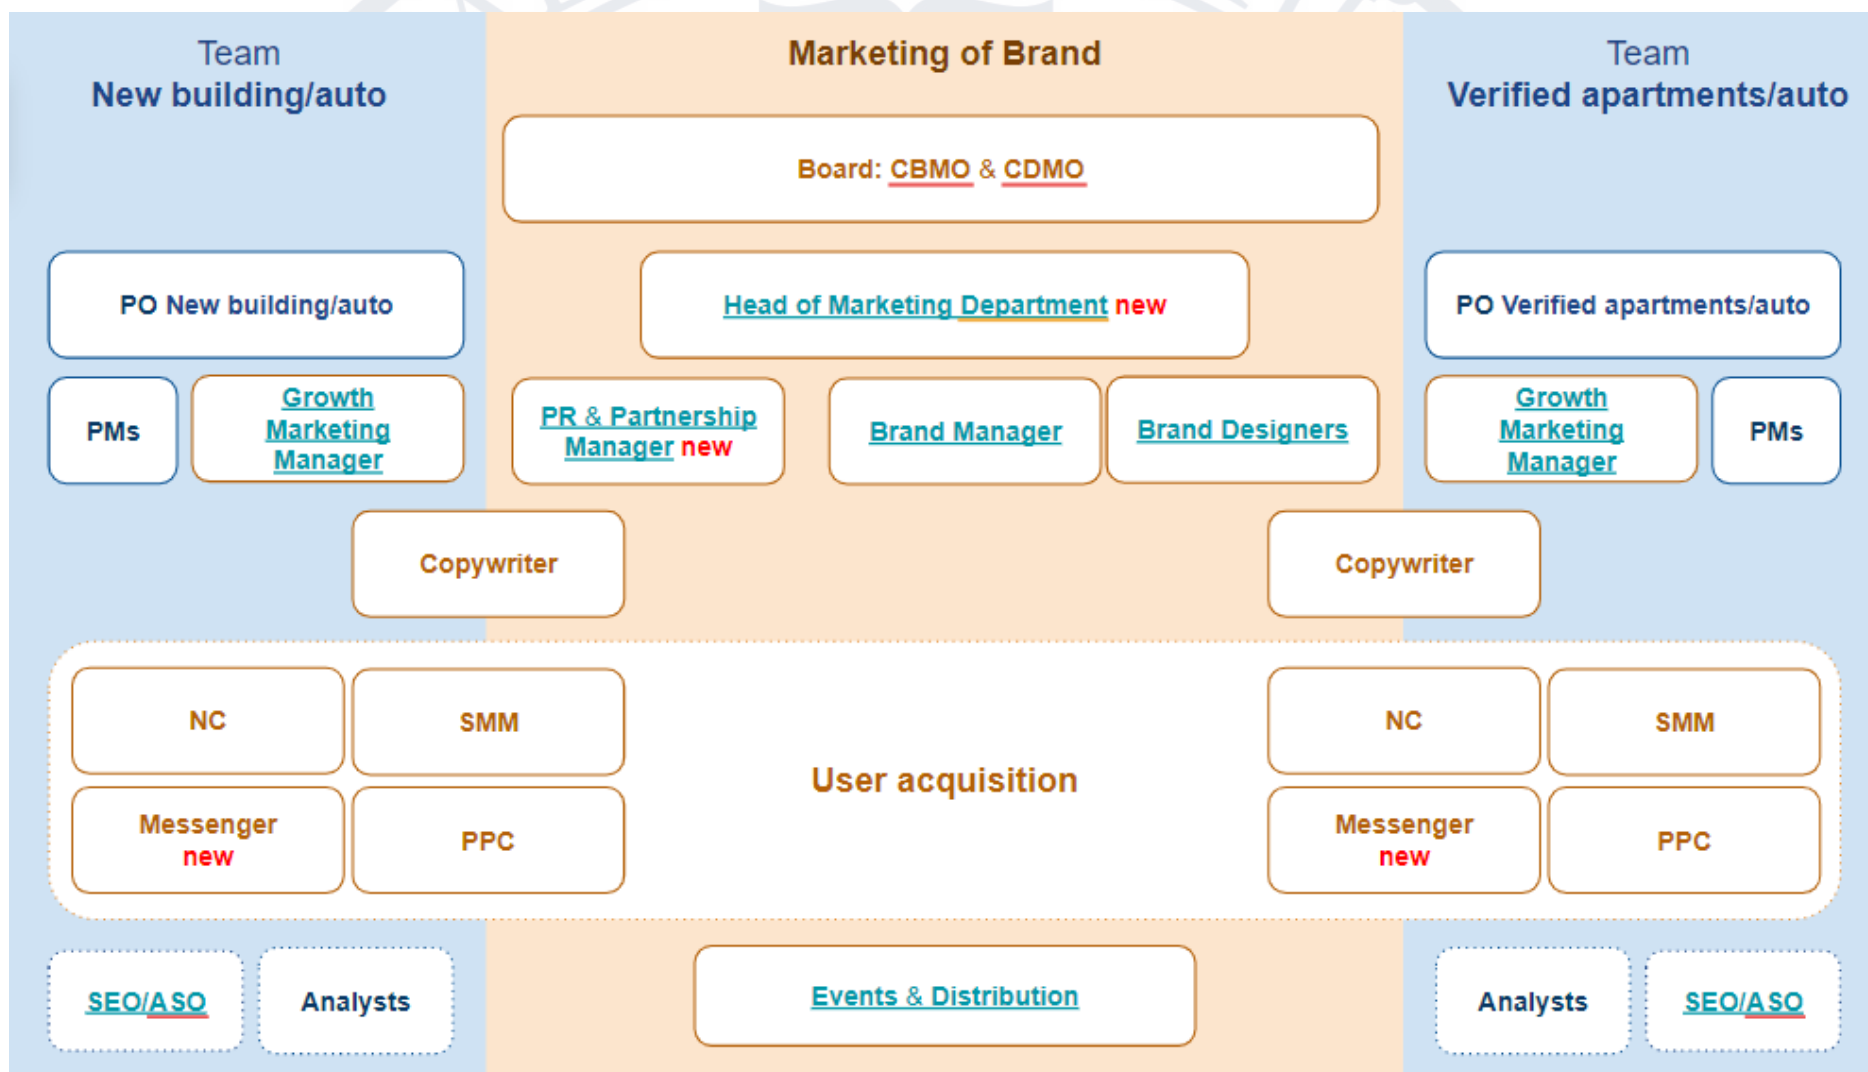 Team
New building/auto
Marketing of Brand
Team
Verified apartments/auto
Board: CBMO & CDMO
PO New building/auto
Head of Marketing Department new
PO Verified apartments/auto
PMs
Growth
Marketing
Manager
PR & Partnership
Manager new
Brand Manager
Brand Designers
Growth
Marketing
Manager
PMs
Copywriter
Copywriter
NC
SMM
NC
SMM
User acquisition
Messenger
new
PPC
Messenger
new
PPC
SEO/ASO
Analysts
Events & Distribution
Analysts
SEO/ASO